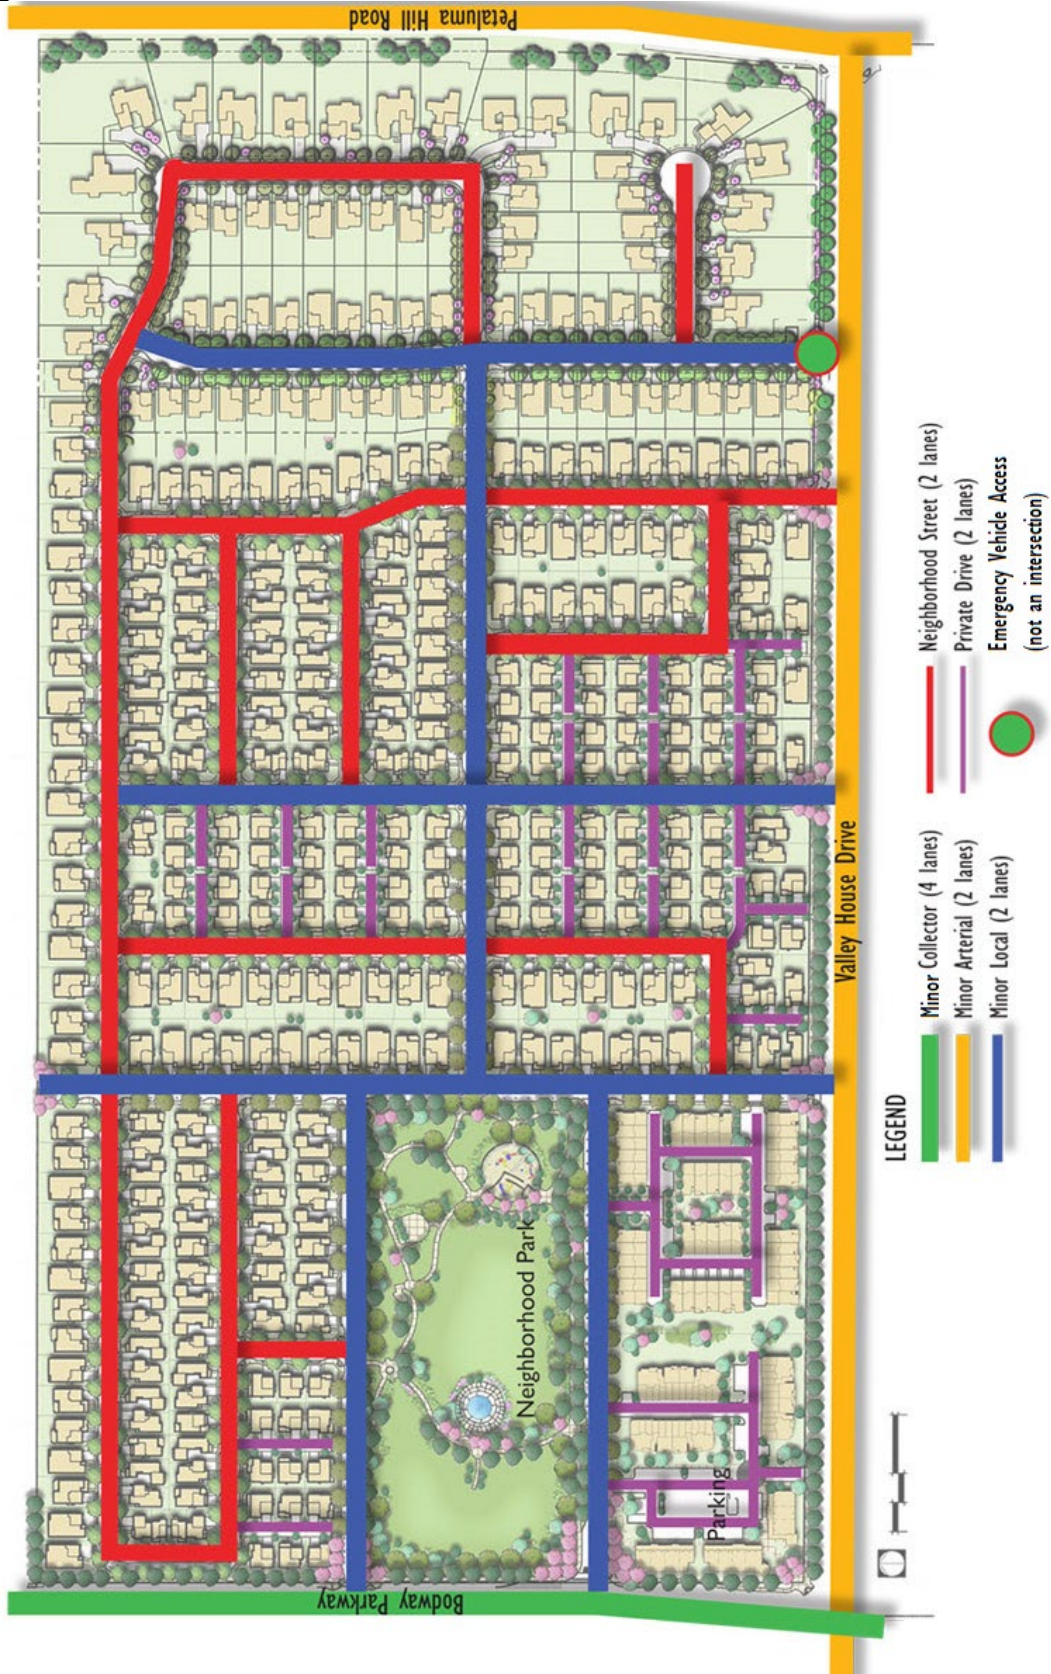 Petaluma Hill Road
Neighborhood Park
Parking
Bodway Parkway
Valley House Drive
LEGEND
Minor Collector (4 lanes)
Minor Arterial (2 lanes)
Minor Local (2 lanes)
Neighborhood Street (2 lanes)
Private Drive (2 lanes)
Emergency Vehicle Access
(not an intersection)